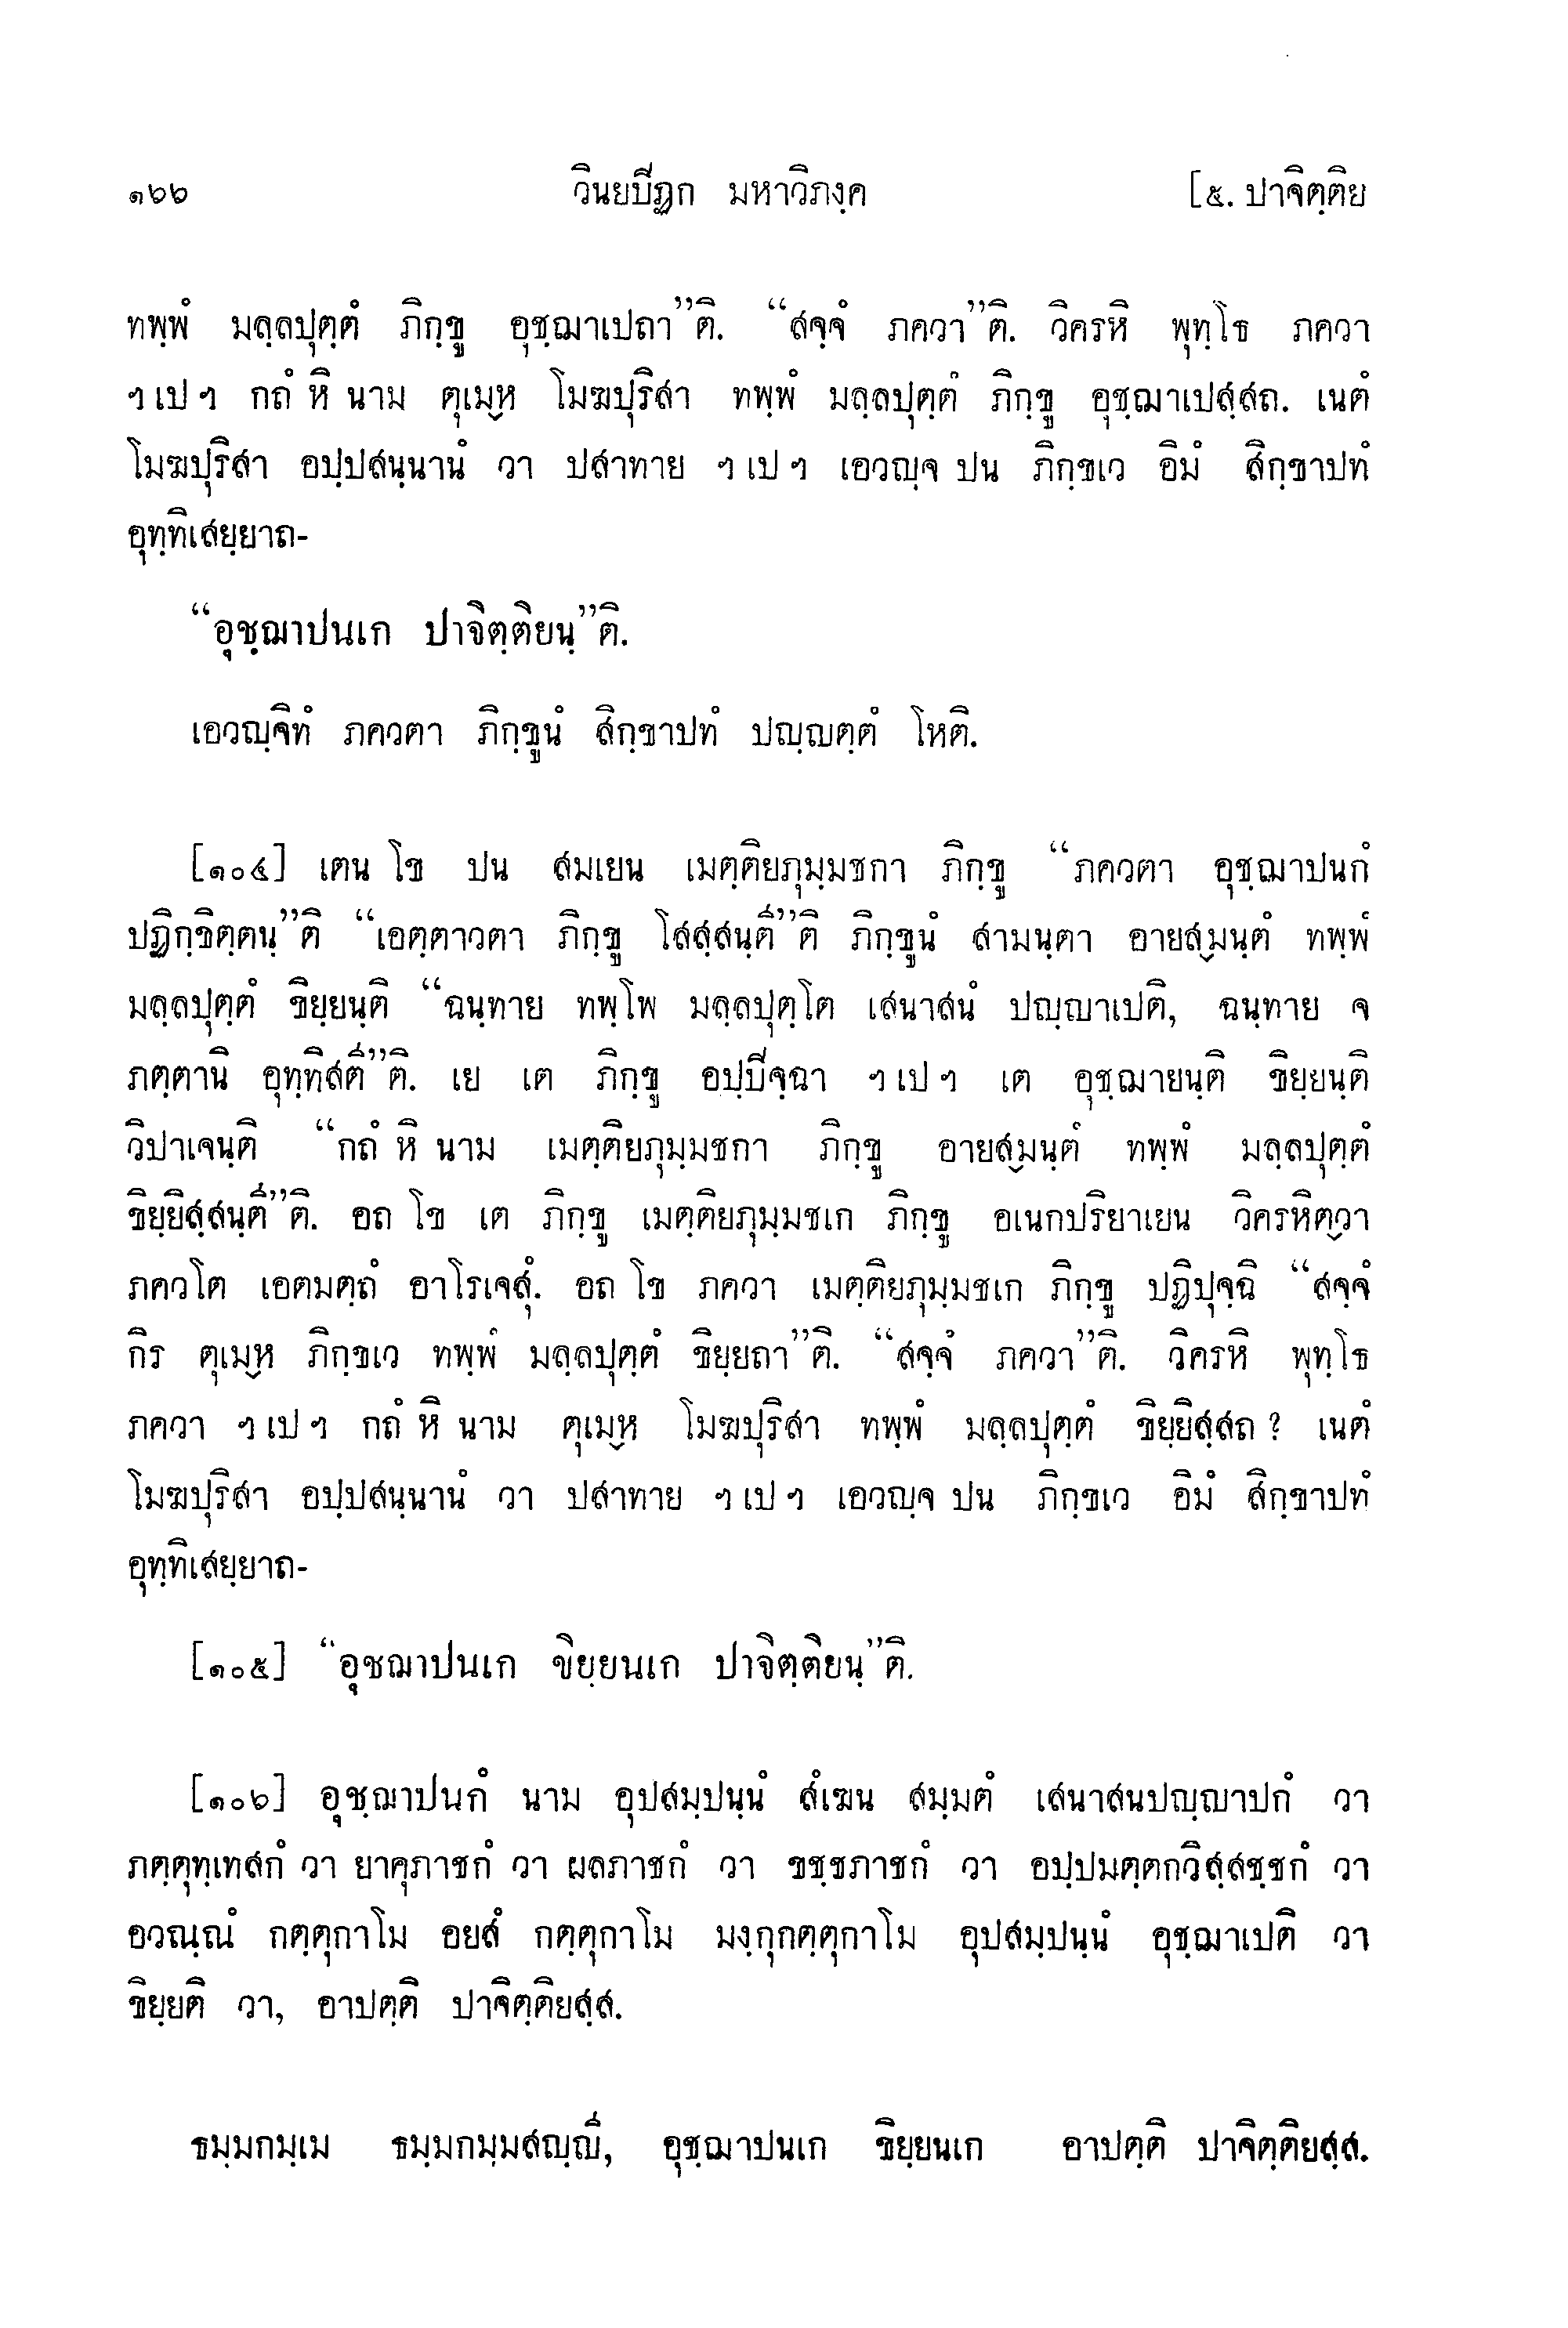 ๑๖๖ วินยปีฏก มหาวิภงฺค [๕. ปาจิตฺติย
ทพฺพํ มลฺลปุตฺตํ ภิกฺขู อุชฺฌาเปถา”ติ. “สจฺจํ ภควา”ติ. วิครหิ พุทฺโธ ภควา
ฯ เป ฯ กถํ หิ นาม ตุเมฺห โมฆปุริสา ทพฺพํ มลฺลปุตฺตํ ภิกฺขู อุชฺฌาเปสฺสถ. เนตํ
โมฆปุริสา อปฺปสนฺนานํ วา ปสาทาย ฯ เป ฯ เอวญฺจ ปน ภิกฺขเว อิมํ สิกฺขาปทํ
อุทฺทิเสยฺยาถ-
“อุชฺฌาปนเก ปาจิตฺติยนฺ”ติ.
เอวญฺจิทํ ภควตา ภิกฺขูนํ สิกฺขาปทํ ปญฺญตฺตํ โหติ.
[๑๐๔] เตน โข ปน สมเยน เมตฺติยภุมฺมชกา ภิกฺขู “ภควตา อุชฺฌาปนกํ
ปฏิกฺขิตฺตนฺ”ติ “เอตฺตาวตา ภิกฺขู โสสฺสนฺตี”ติ ภิกฺขูนํ สามนฺตา อายสฺมนฺตํ ทพฺพํ
มลฺลปุตฺตํ ขิยฺยนฺติ “ฉนฺทาย ทพฺโพ มลฺลปุตฺโต เสนาสนํ ปญฺญาเปติ, ฉนฺทาย จ
ภตฺตานิ อุทฺทิสตี”ติ. เย เต ภิกฺขู อปฺปิจฺฉา ฯ เป ฯ เต อุชฺฌายนฺติ ขิยฺยนฺติ
วิปาเจนฺติ “กถํ หิ นาม เมตฺติยภุมฺมชกา ภิกฺขู อายสฺมนฺตํ ทพฺพํ มลฺลปุตฺตํ
ขิยฺยิสฺสนฺตี”ติ. อถ โข เต ภิกฺขู เมตฺติยภุมฺมชเก ภิกฺขู อเนกปริยาเยน วิครหิตฺวา
ภควโต เอตมตฺถํ อาโรเจสุํ. อถ โข ภควา เมตฺติยภุมฺมชเก ภิกฺขู ปฏิปุจฺฉิ “สจฺจํ
กิร ตุเมฺห ภิกฺขเว ทพฺพํ มลฺลปุตฺตํ ขิยฺยถา”ติ. “สจฺจํ ภควา”ติ. วิครหิ พุทฺโธ
ภควา ฯ เป ฯ กถํ หิ นาม ตุเมฺห โมฆปุริสา ทพฺพํ มลฺลปุตฺตํ ขิยฺยิสฺสถ ? เนตํ
โมฆปุริสา อปฺปสนฺนานํ วา ปสาทาย ฯ เป ฯ เอวญฺจ ปน ภิกฺขเว อิมํ สิกฺขาปทํ
อุทฺทิเสยฺยาถ-
[๑๐๕] “อุชฌาปนเก ขิยฺยนเก ปาจิตฺติยนฺ”ติ.
[๑๐๖] อุชฺฌาปนกํ นาม อุปสมฺปนฺนํ สํเฆน สมฺมตํ เสนาสนปญฺญาปกํ วา
ภตฺตุทฺเทสกํ วา ยาคุภาชกํ วา ผลภาชกํ วา ขชฺชภาชกํ วา อปฺปมตฺตกวิสฺสชฺชกํ วา
อวณฺณํ กตฺตุกาโม อยสํ กตฺตุกาโม มงฺกุกตฺตุกาโม อุปสมฺปนฺนํ อุชฺฌาเปติ วา
ขิยฺยติ วา, อาปตฺติ ปาจิตฺติยสฺส.
ธมฺมกมฺเม ธมฺมกมฺมสญฺญี, อุชฺฌาปนเก ขิยฺยนเก อาปตฺติ ปาจิตฺติยสฺส.